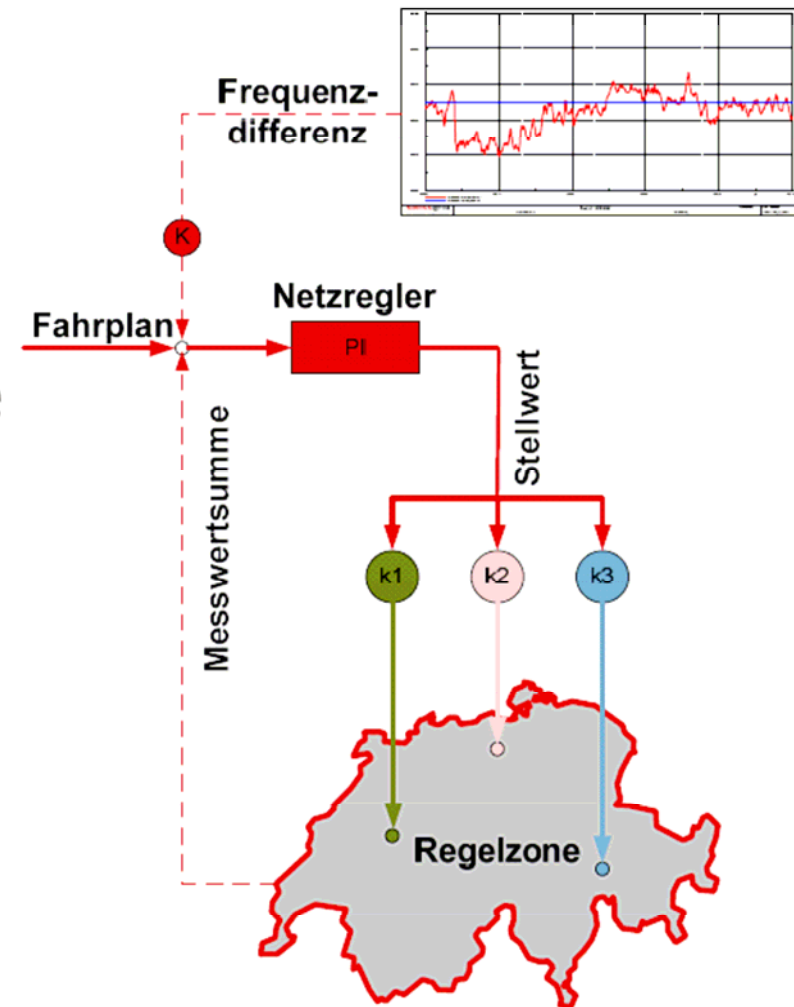 Frequenz-
differenz
K
Netzregler
Fahrplan
PI
Stellwert
Messwertsumme
k1
k2
k3
Regelzone